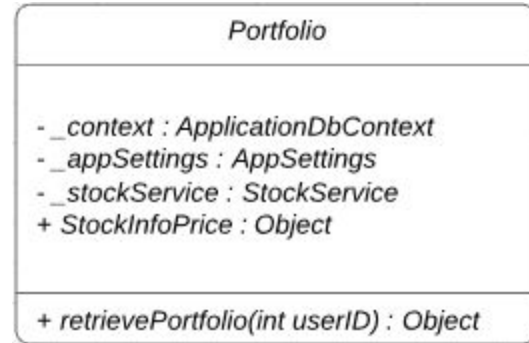 Portfolio
- _context : ApplicationDbContext
- _appSettings : AppSettings
- _stockService : StockService
+ StockInfoPrice : Object
+ retrievePortfolio(int userID) : Object